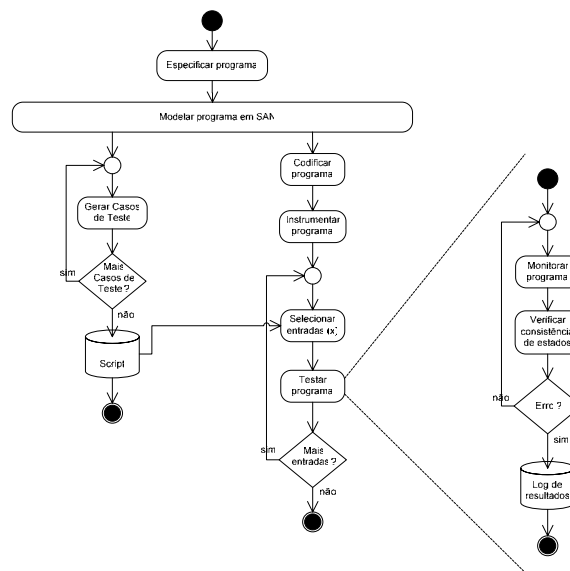 Especificar programa
Modelar programa em SAN
Gerar Casos
de Teste
Mais
Casos de
Teste?
sim
não
Script
Codificar
programa
Instrumentar
programa
Selecionar
entradas (x)
Testar
programa
Mais
entradas?
sim
não
Monitorar
programa
Verificar
consistência
de estados
Erro ?
não
sim
Log de
resultados